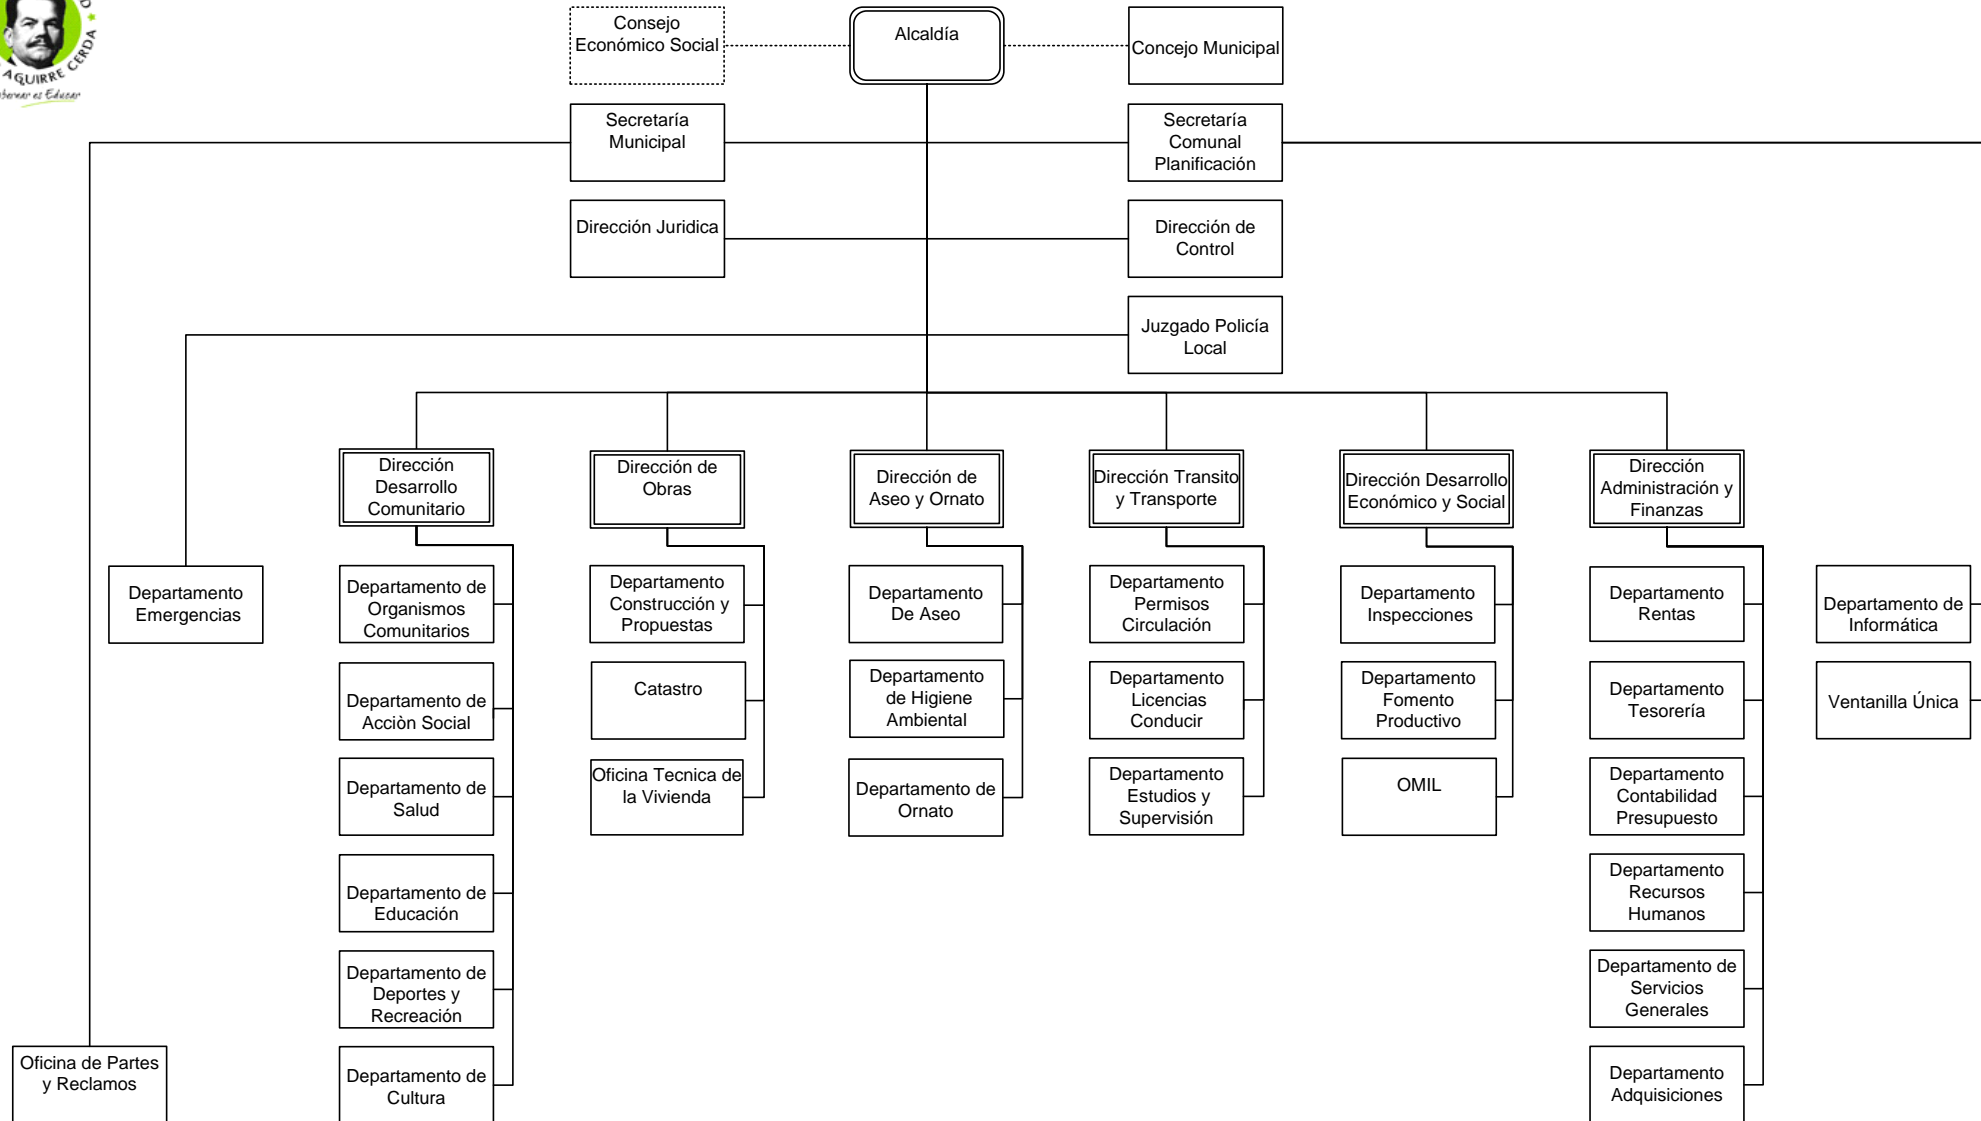 AGUIRRE CERDA
Consejo
Económico Social
Alcaldía
Concejo Municipal
Secretaría
Municipal
Secretaría
Comunal
Planificación
Dirección Juridica
Dirección de
Control
Juzgado Policía
Local
Dirección
Desarrollo
Comunitario
Dirección de
Obras
Dirección de
Aseo y Ornato
Dirección Transito
y Transporte
Dirección Desarrollo
Económico y Social
Dirección
Administración y
Finanzas
Departamento
Emergencias
Departamento de
Organismos
Comunitarios
Departamento
Construcción y
Propuestas
Departamento
De Aseo
Departamento
Permisos
Circulación
Departamento
Inspecciones
Departamento
Rentas
Departamento de
Informática
Departamento de
Acciòn Social
Catastro
Departamento
de Higiene
Ambiental
Departamento
Licencias
Conducir
Departamento
Fomento
Productivo
Departamento
Tesorería
Ventanilla Única
Departamento de
Salud
Oficina Tecnica de
la Vivienda
Departamento de
Ornato
Departamento
Estudios y
Supervisión
OMIL
Departamento
Contabilidad
Presupuesto
Departamento de
Educación
Departamento
Recursos
Humanos
Departamento de
Deportes y
Recreación
Departamento de
Servicios
Generales
Oficina de Partes
y Reclamos
Departamento de
Cultura
Departamento
Adquisiciones